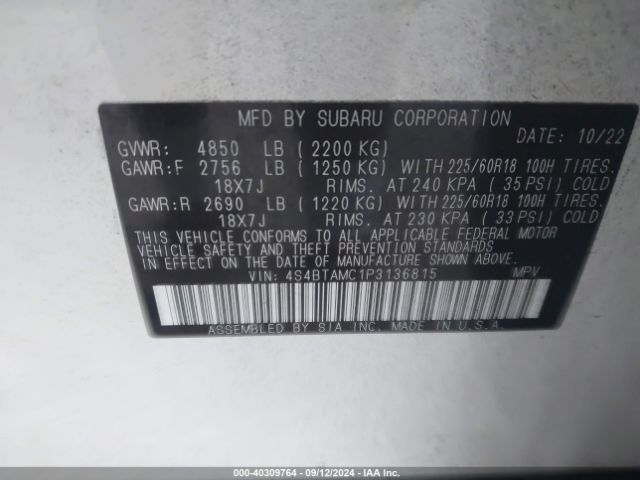 MFD BY SUBARU CORPORATION
DATE: 10/22
GVWR: 4850 LB (2200 KG)
GAWR:F 2756 LB (1250 KG) WITH 225/60R18 100H TIRES.
18X7J RIMS. AT 240 KPA (35 PSI) COLD
GAWR:R 2690 LB (1220 KG) WITH 225/60R18 100H TIRES.
18X7J RIMS. AT 230 KPA (33 PSI) COLD
THIS VEHICLE CONFORMS TO ALL APPLICABLE FEDERAL MOTOR
VEHICLE SAFETY AND THEFT PREVENTION STANDARDS
IN EFFECT ON THE DATE OF MANUFACTURE SHOWN ABOVE.
VIN: 4S4BTAMC1P3136815 MPV
ASSEMBLED BY SIA INC. MADE IN U.S.A.
000-40309764 - 09/12/2024 - IAA Inc.